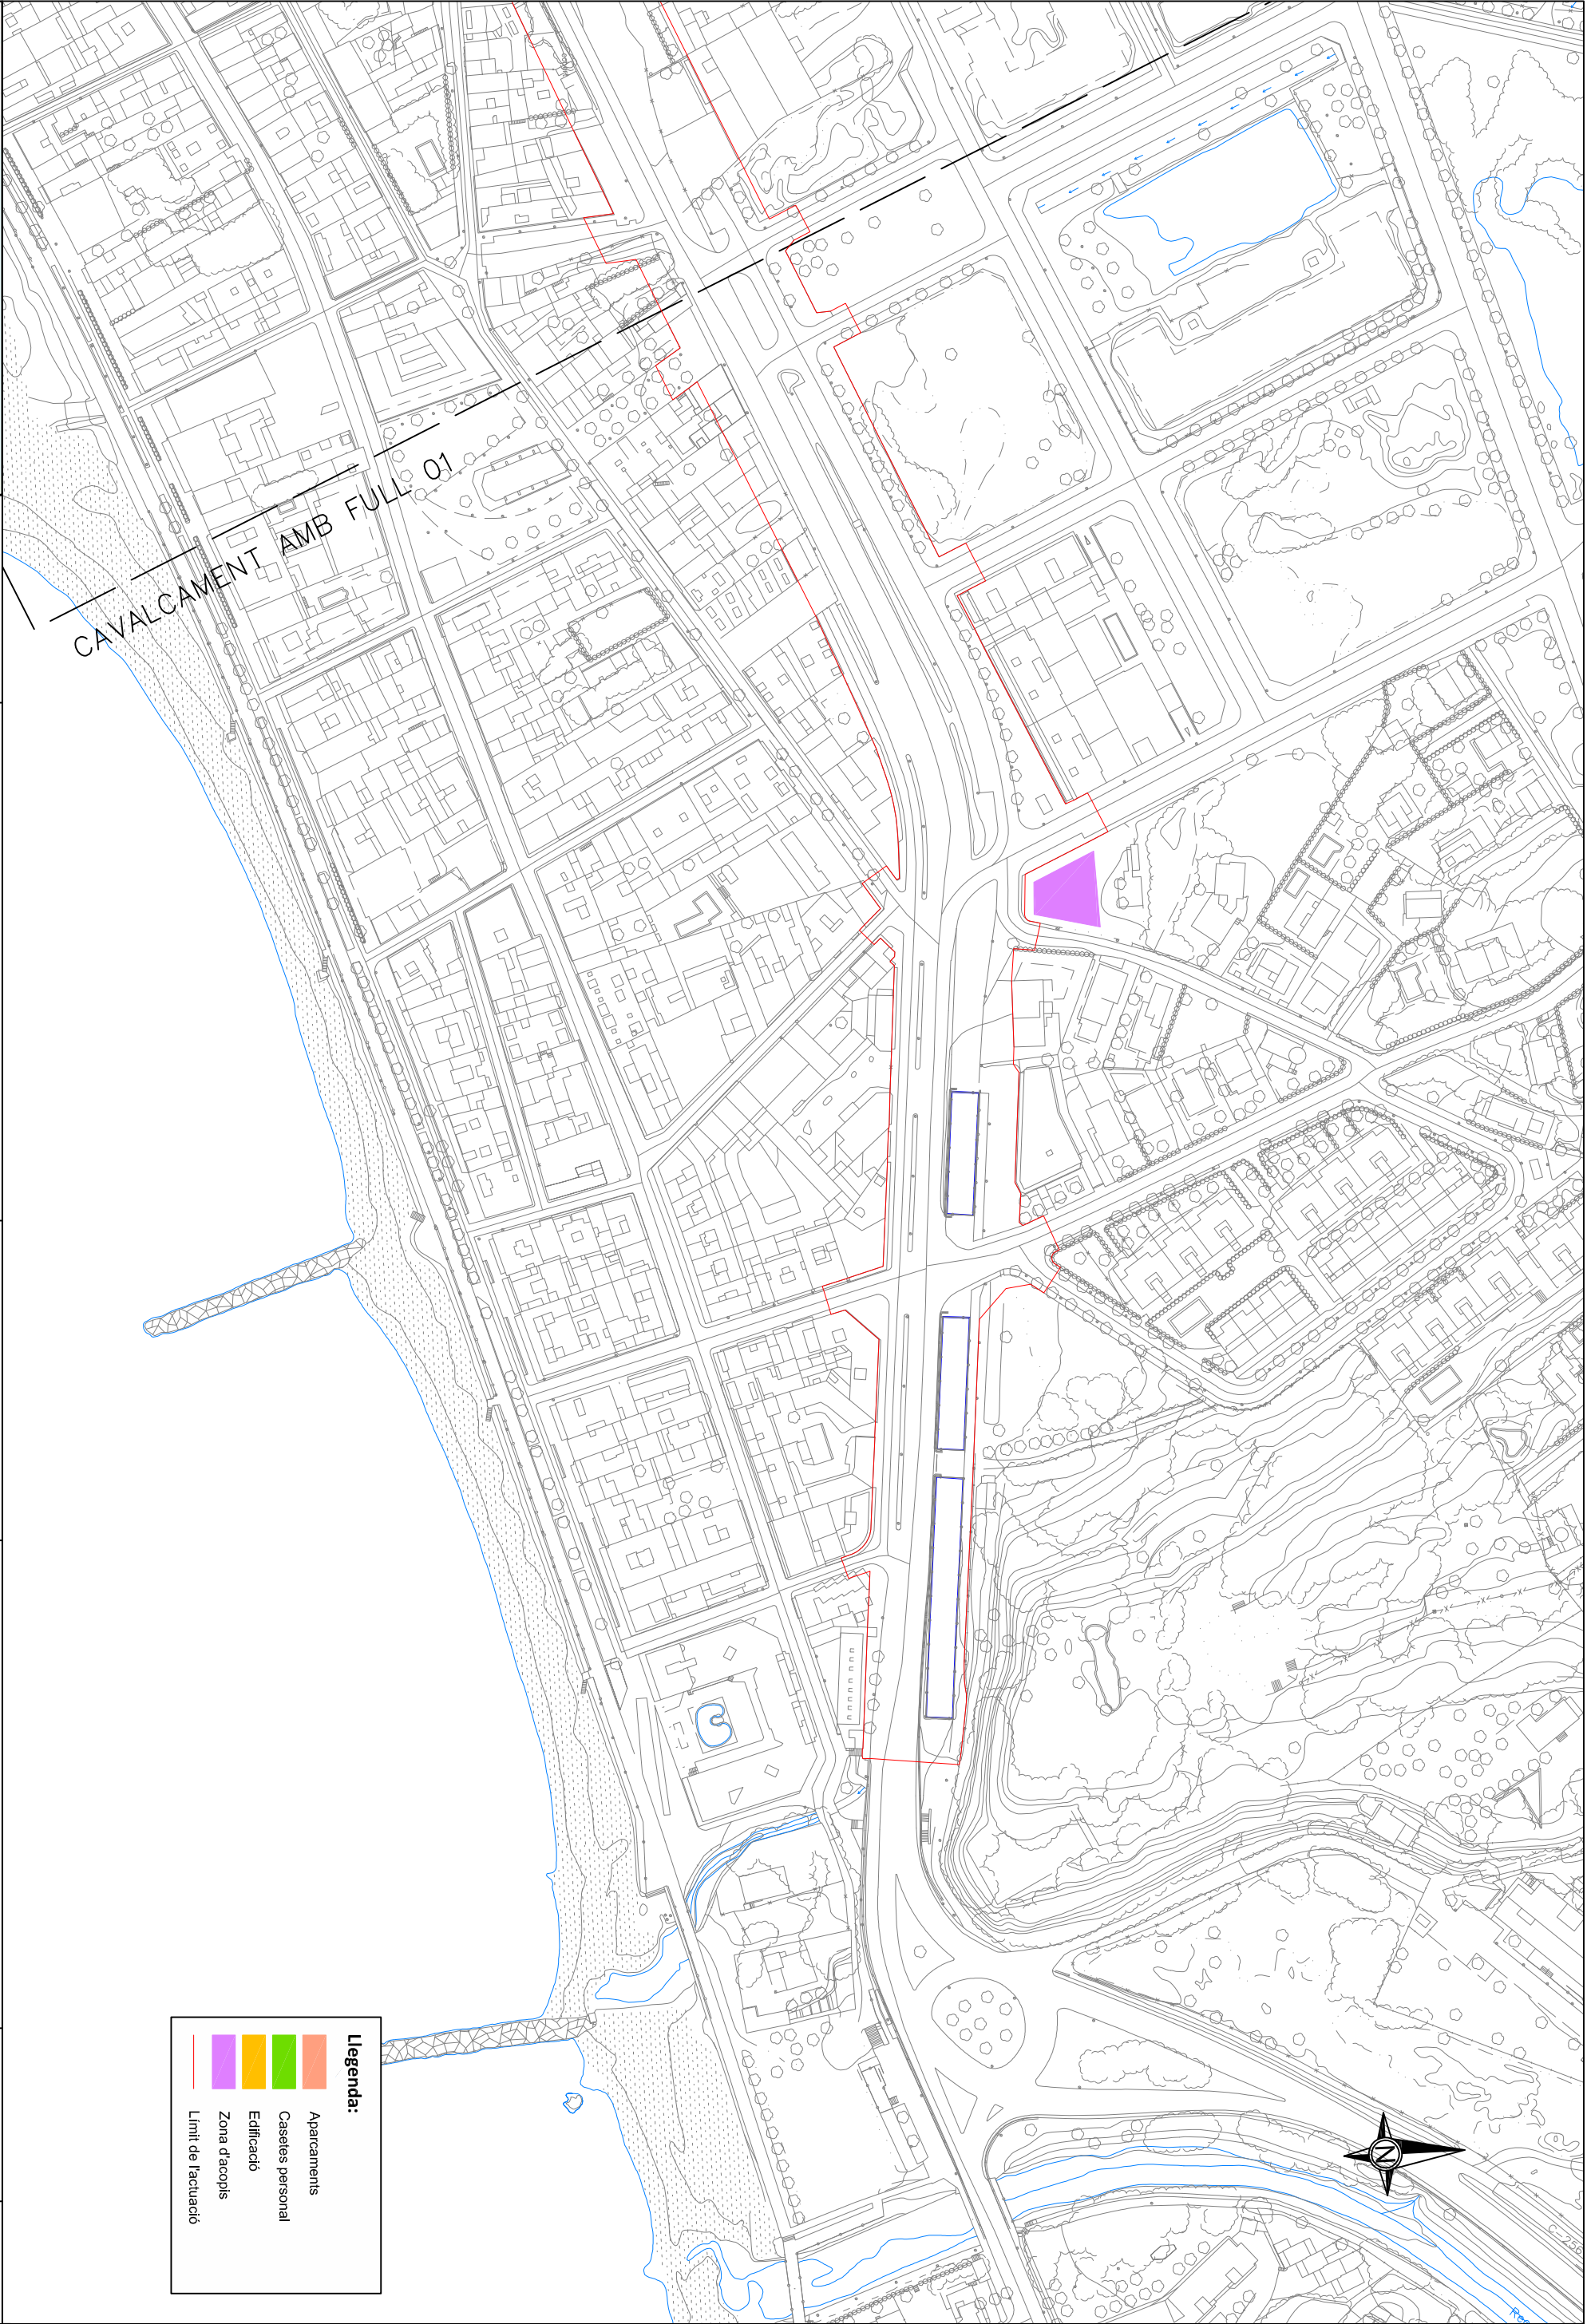 CAVALCAMENT AMB FULL 01
Llegenda:
Aparcaments
Casetes personal
Edificació
Zona d'acopis
Límit de l'actuació
N